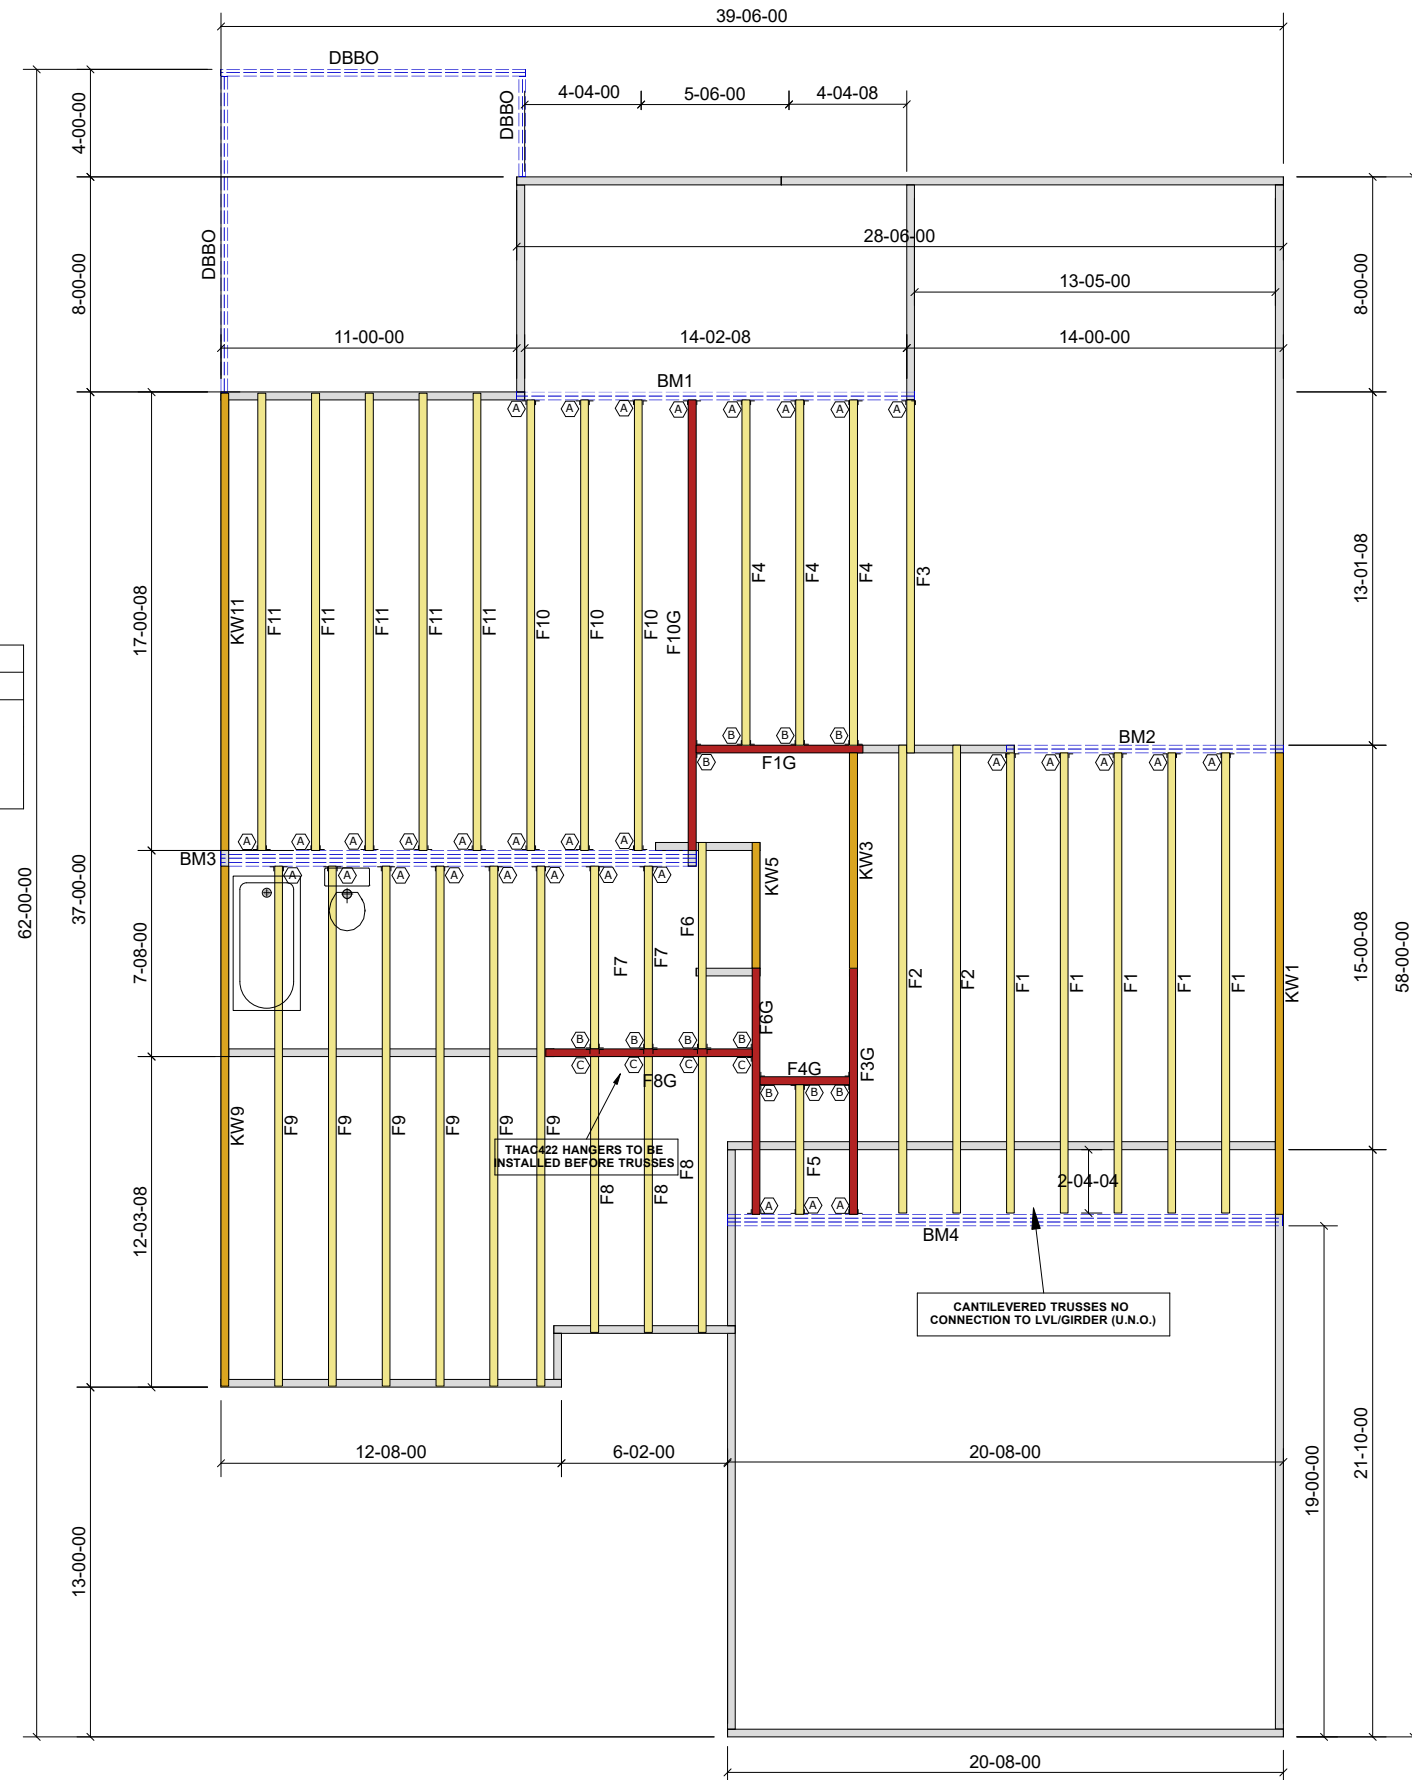 39-06-00
DBBO
4-04-00
5-06-00
4-04-08
DBBO
4-00-00
28-06-00
DBBO
8-00-00
8-00-00
13-05-00
11-00-00
14-02-08
14-00-00
BM1
A A A A A A A A
17-00-08
KW11
F11
F11
F11
F11
F11
F10
F10
F10
F10G
F4
F4
F4
F3
13-01-08
B B B
BM2
B
F1G
A A A A A
A A A A A A A A
BM3
A A A A A A A A
62-00-00
37-00-00
7-08-00
KW5
KW3
F6
F7
F7
F2
F2
F1
F1
F1
F1
F1
KW1
15-00-08
58-00-00
F6G
B B B B
C C C C
F8G
F4G
F3G
B B B
KW9
F9
F9
F9
F9
F9
F9
THAC422 HANGERS TO BE
INSTALLED BEFORE TRUSSES
F8
F8
F8
F5
2-04-04
12-03-08
A A A
BM4
CANTILEVERED TRUSSES NO
CONNECTION TO LVL/GIRDER (U.N.O.)
12-08-00
6-02-00
20-08-00
13-00-00
19-00-00
21-10-00
20-08-00